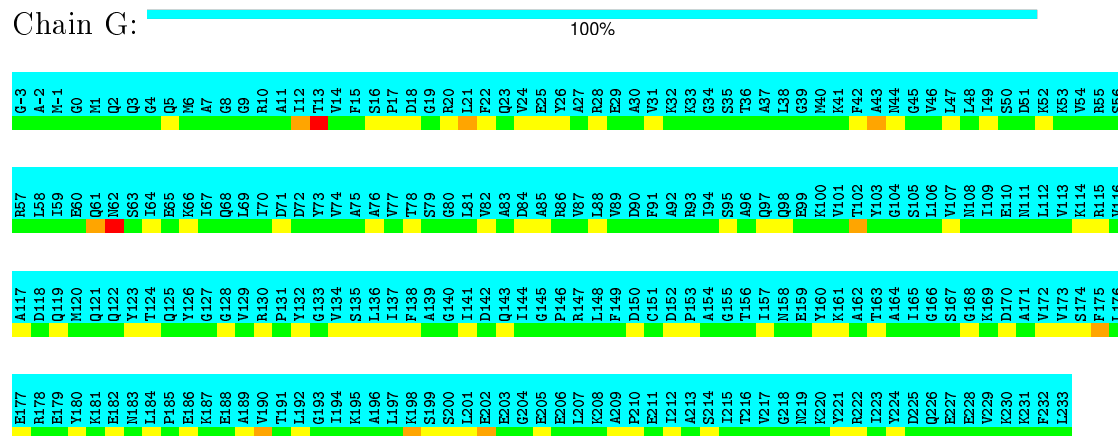 Chain G: 100%
G-3 A-2 M-1 G0 M1 Q2 Q3 G4 Q5 M6 A7 G8 G9 R10 A11 I12 T13 V14 F15 S16 P17 D18 G19 R20 L21 F22 Q23 V24 E25 Y26 A27 R28 E29 A30 V31 K32 K33 G34 S35 T36 A37 L38 G39 M40 K41 F42 A43 N44 G45 V46 L47 L48 I49 S50 D51 K52 K53 V54 R55 S56
R57 L58 I59 E60 Q61 N62 S63 I64 E65 K66 I67 Q68 L69 I70 D71 D72 Y73 V74 A75 A76 V77 T78 S79 G80 L81 V82 A83 D84 A85 R86 V87 L88 V89 D90 F91 A92 R93 I94 S95 A96 Q97 Q98 E99 K100 V101 T102 Y103 G104 S105 L106 V107 N108 I109 E110 N111 L112 V113 K114 R115 V116
A117 D118 Q119 M120 Q121 Q122 Y123 T124 Q125 Y126 G127 G128 V129 R130 P131 Y132 G133 V134 S135 L136 I137 F138 A139 G140 I141 D142 Q143 I144 G145 P146 R147 L148 F149 D150 C151 D152 P153 A154 G155 T156 I157 N158 E159 Y160 K161 A162 T163 A164 I165 G166 S167 G168 K169 D170 A171 V172 V173 S174 F175 L176
E177 R178 E179 Y180 K181 E182 N183 L184 P185 E186 K187 E188 A189 V190 T191 L192 G193 I194 K195 A196 L197 K198 S199 S200 L201 E202 E203 G204 E205 E206 L207 K208 A209 P210 E211 I212 A213 S214 I215 T216 V217 G218 N219 K220 Y221 R222 I223 Y224 D225 Q226 E227 E228 V229 K230 K231 F232 L233